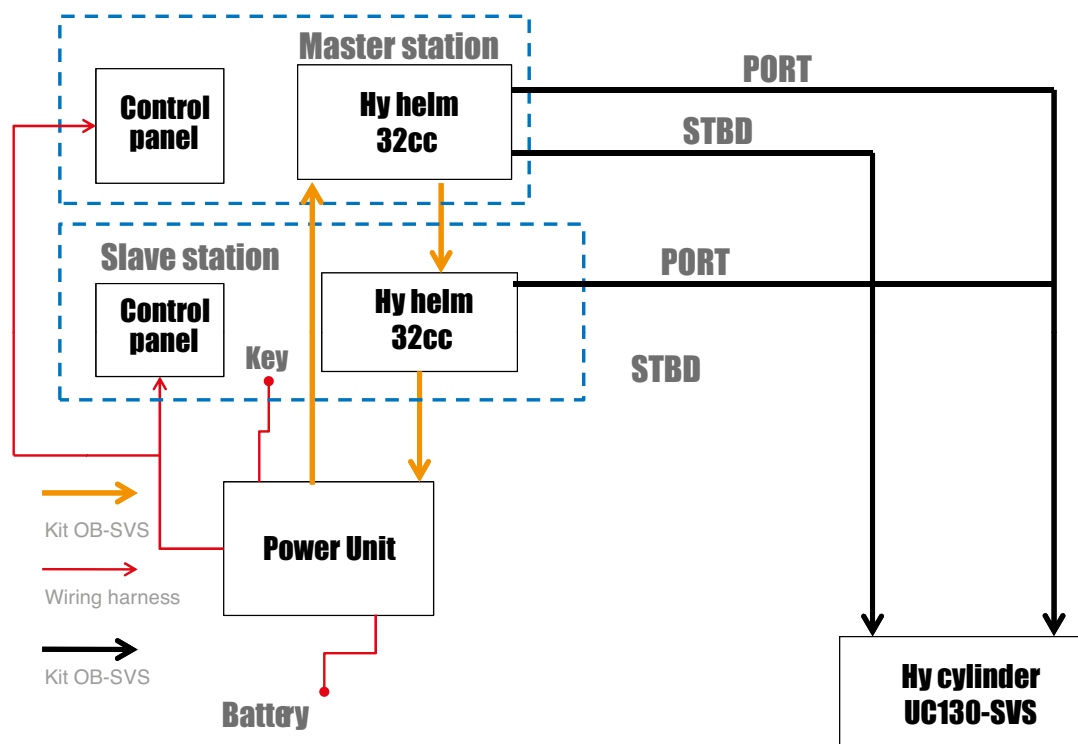 Master station
PORT
Control
panel
Hy helm
32cc
STBD
Slave station
PORT
Control
panel
Hy helm
32cc
Key
STBD
Kit OB-SVS
Power Unit
Wiring harness
Kit OB-SVS
Battery
Hy cylinder
UC130-SVS